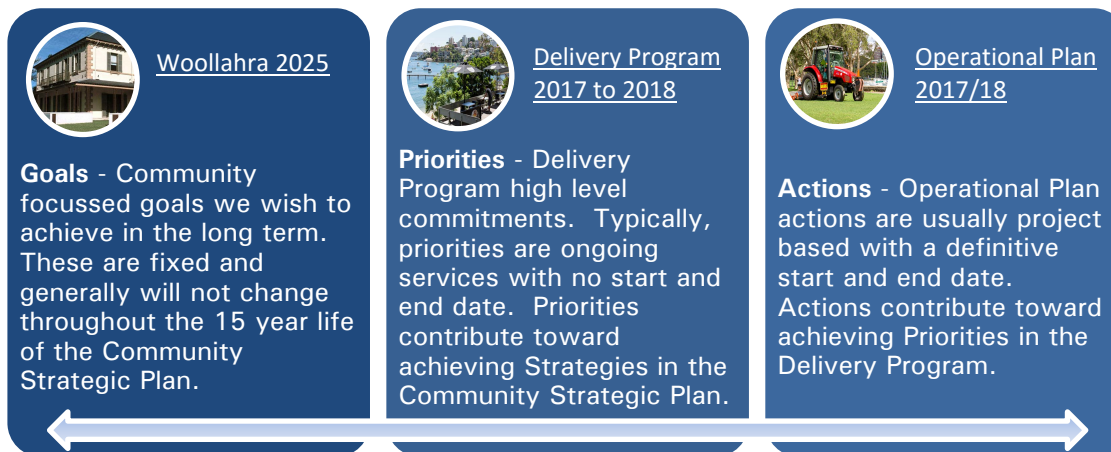 Woollahra 2025
Goals - Community
focussed goals we wish to
achieve in the long term.
These are fixed and
generally will not change
throughout the 15 year life
of the Community
Strategic Plan.
Delivery Program
2017 to 2018
Priorities - Delivery
Program high level
commitments.  Typically,
priorities are ongoing
services with no start and
end date.  Priorities
contribute toward
achieving Strategies in the
Community Strategic Plan.
Operational Plan
2017/18
Actions - Operational Plan
actions are usually project
based with a definitive
start and end date.
Actions contribute toward
achieving Priorities in the
Delivery Program.